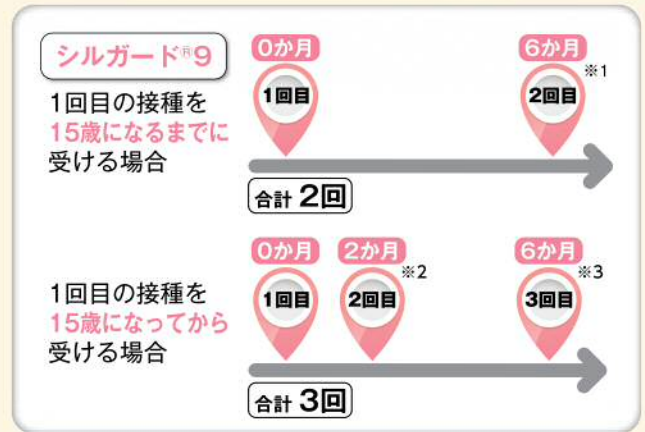 シルガード®9
1回目の接種を
15歳になるまでに
受ける場合
0か月
1回目
6か月
※1
2回目
合計 2回
1回目の接種を
15歳になってから
受ける場合
0か月
1回目
2か月
※2
2回目
6か月
※3
3回目
合計 3回